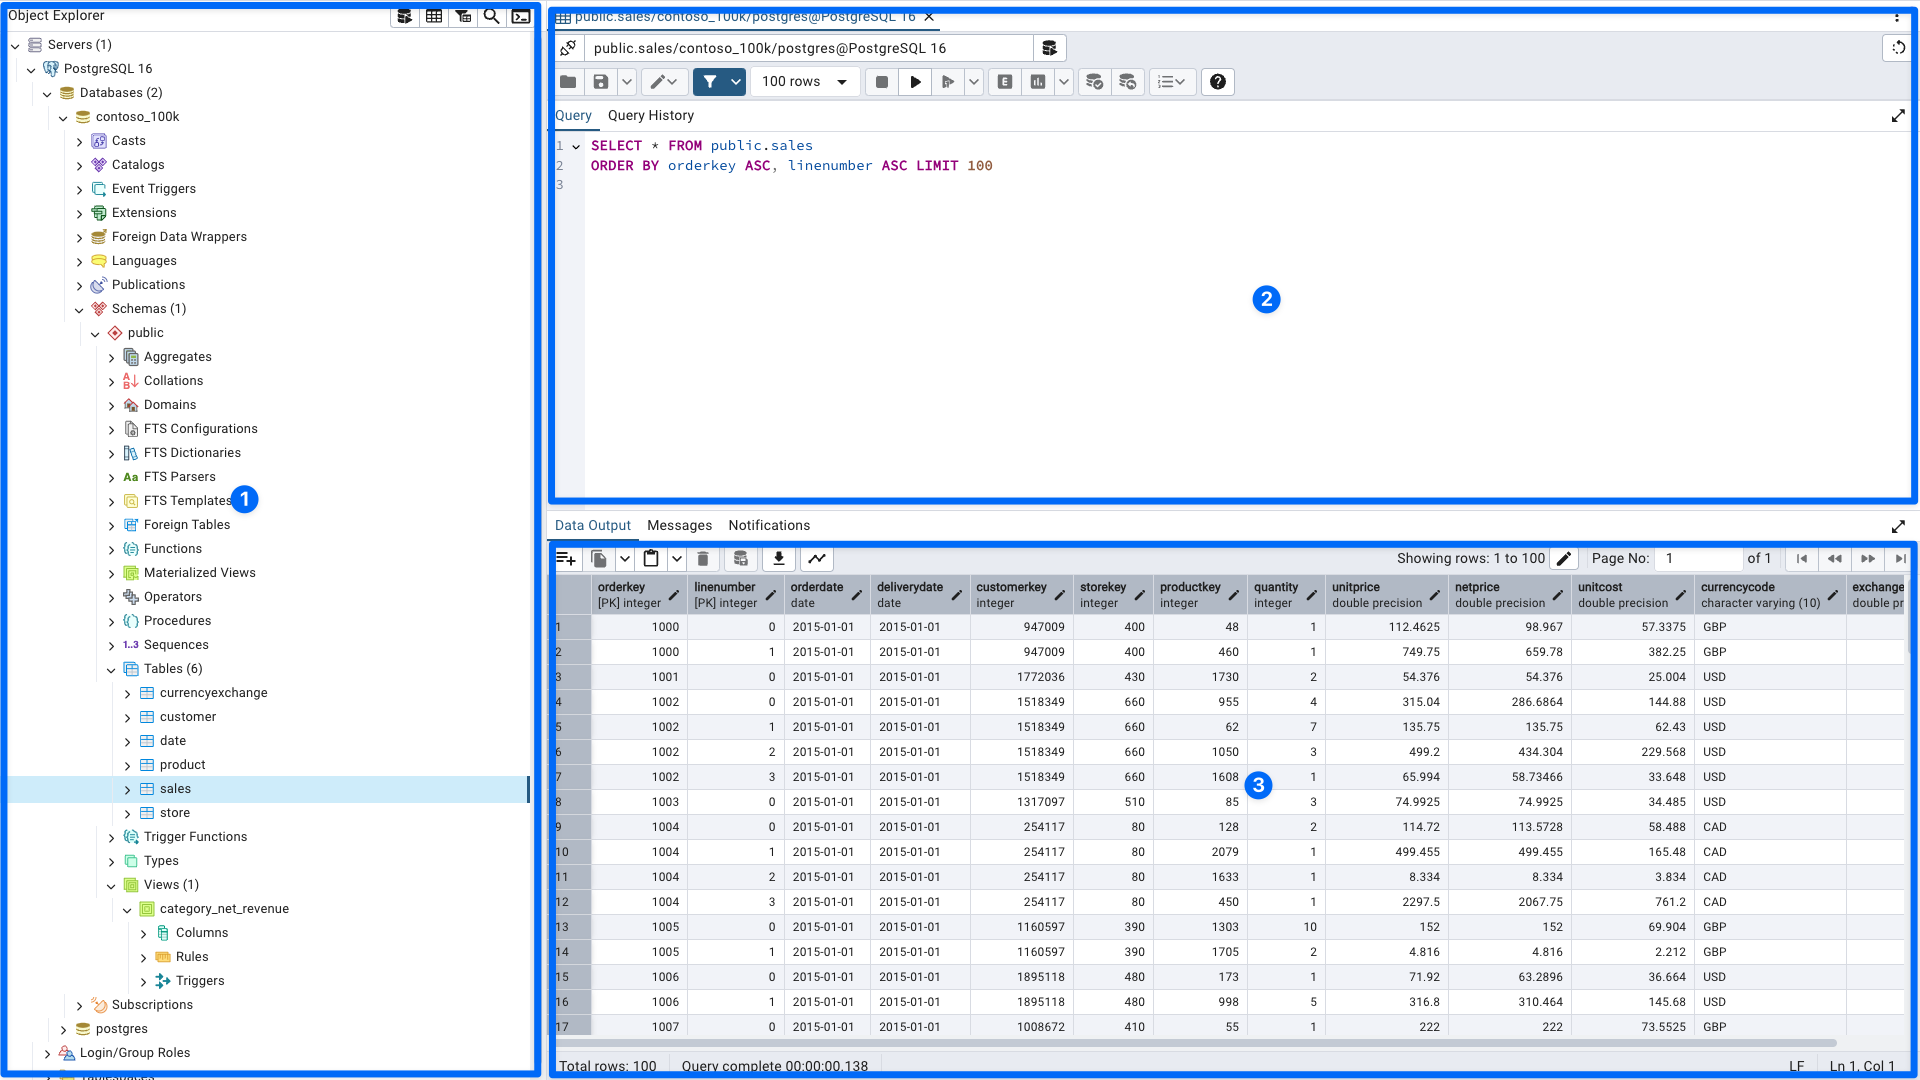 Object Explorer
Servers (1)
PostgreSQL 16
Databases (2)
contoso_100k
Casts
Catalogs
Event Triggers
Extensions
Foreign Data Wrappers
Languages
Publications
Schemas (1)
public
Aggregates
Collations
Domains
FTS Configurations
FTS Dictionaries
Aa FTS Parsers
FTS Templates
1
Foreign Tables
Functions
Materialized Views
Operators
Procedures
1..3 Sequences
Tables (6)
currencyexchange
customer
date
product
sales
store
Trigger Functions
Types
Views (1)
category_net_revenue
Columns
Rules
Triggers
Subscriptions
postgres
Login/Group Roles
Tablespaces
public.sales/contoso_100k/postgres@PostgreSQL 16
public.sales/contoso_100k/postgres@PostgreSQL 16
100 rows
E
Query Query History
1 SELECT * FROM public.sales
2 ORDER BY orderkey ASC, linenumber ASC LIMIT 100
3
2
Data Output Messages Notifications
Showing rows: 1 to 100 Page No: 1 of 1
orderkey linenumber orderdate deliverydate customerkey storekey productkey quantity unitprice netprice unitcost currencycode exchange
[PK] integer [PK] integer date date integer integer integer integer double precision double precision double precision character varying (10) double pr
1 1000 0 2015-01-01 2015-01-01 947009 400 48 1 112.4625 98.967 57.3375 GBP
2 1000 1 2015-01-01 2015-01-01 947009 400 460 1 749.75 659.78 382.25 GBP
3 1001 0 2015-01-01 2015-01-01 1772036 430 1730 2 54.376 54.376 25.004 USD
4 1002 0 2015-01-01 2015-01-01 1518349 660 955 4 315.04 286.6864 144.88 USD
5 1002 1 2015-01-01 2015-01-01 1518349 660 62 7 135.75 135.75 62.43 USD
6 1002 2 2015-01-01 2015-01-01 1518349 660 1050 3 499.2 434.304 229.568 USD
7 1002 3 2015-01-01 2015-01-01 1518349 660 1608 1 65.994 58.73466 33.648 USD
3
8 1003 0 2015-01-01 2015-01-01 1317097 510 85 3 74.9925 74.9925 34.485 USD
9 1004 0 2015-01-01 2015-01-01 254117 80 128 2 114.72 113.5728 58.488 CAD
10 1004 1 2015-01-01 2015-01-01 254117 80 2079 1 499.455 499.455 165.48 CAD
11 1004 2 2015-01-01 2015-01-01 254117 80 1633 1 8.334 8.334 3.834 CAD
12 1004 3 2015-01-01 2015-01-01 254117 80 450 1 2297.5 2067.75 761.2 CAD
13 1005 0 2015-01-01 2015-01-01 1160597 390 1303 10 152 152 69.904 GBP
14 1005 1 2015-01-01 2015-01-01 1160597 390 1705 2 4.816 4.816 2.212 GBP
15 1006 0 2015-01-01 2015-01-01 1895118 480 173 1 71.92 63.2896 36.664 USD
16 1006 1 2015-01-01 2015-01-01 1895118 480 998 5 316.8 310.464 145.68 USD
17 1007 0 2015-01-01 2015-01-01 1008672 410 55 1 222 222 73.5525 GBP
Total rows: 100 Query complete 00:00:00.138 LF Ln 1, Col 1